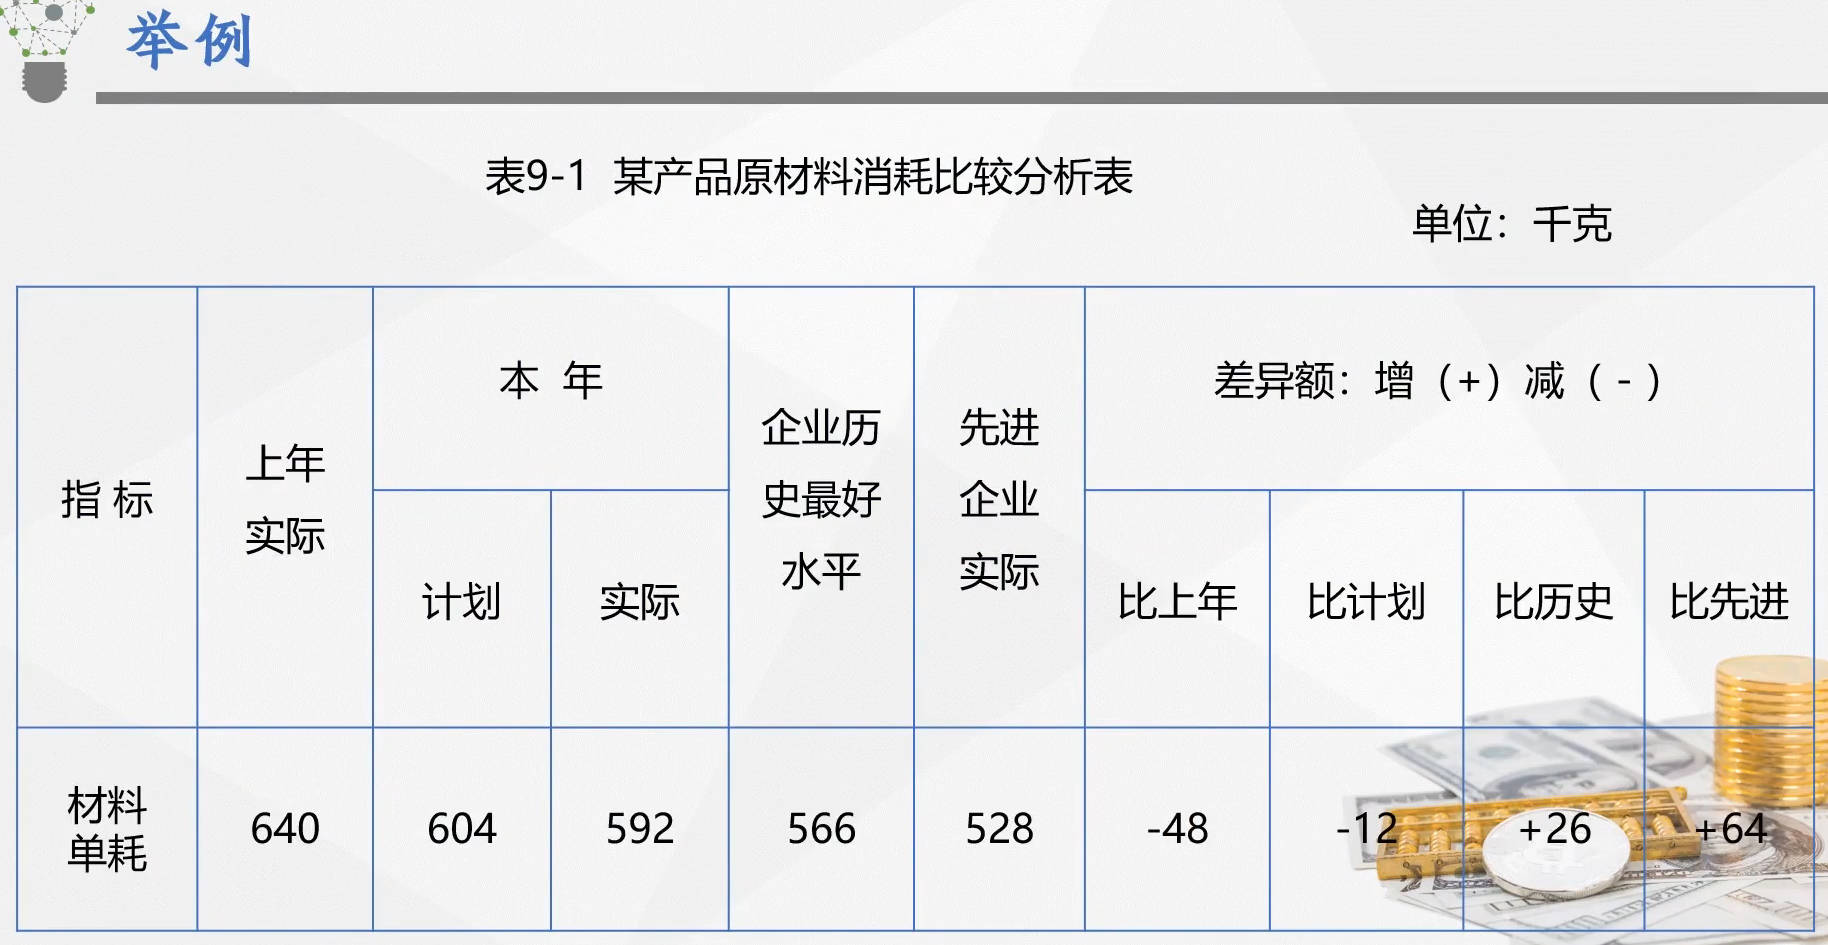 举例
表9-1 某产品原材料消耗比较分析表
单位：千克
指 标
上年
实际
本 年
计划
实际
企业历
史最好
水平
先进
企业
实际
差异额：增（+）减（ - ）
比上年
比计划
比历史
比先进
材料
单耗
640
604
592
566
528
-48
-12
+26
+64